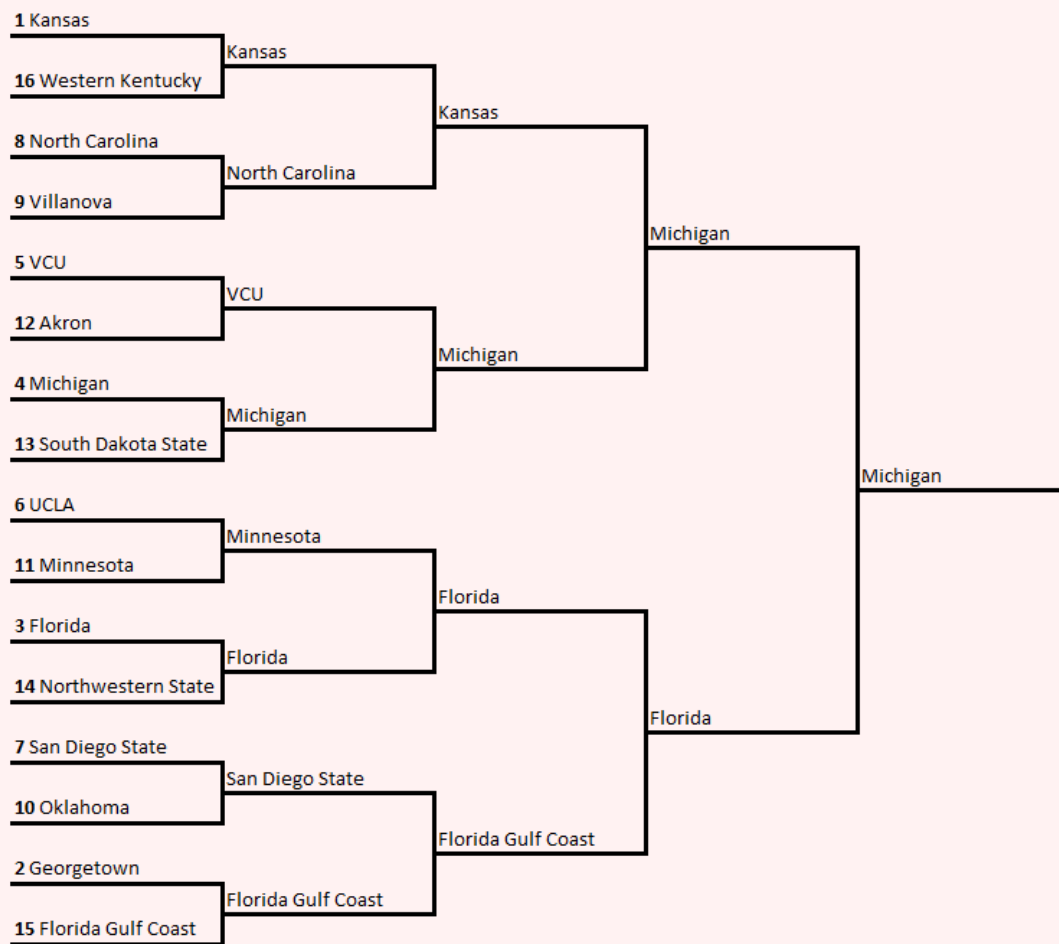 1 Kansas
Kansas
16 Western Kentucky
Kansas
8 North Carolina
North Carolina
9 Villanova
Michigan
5 VCU
VCU
12 Akron
Michigan
4 Michigan
Michigan
13 South Dakota State
Michigan
6 UCLA
Minnesota
11 Minnesota
Florida
3 Florida
Florida
14 Northwestern State
Florida
7 San Diego State
San Diego State
10 Oklahoma
Florida Gulf Coast
2 Georgetown
Florida Gulf Coast
15 Florida Gulf Coast